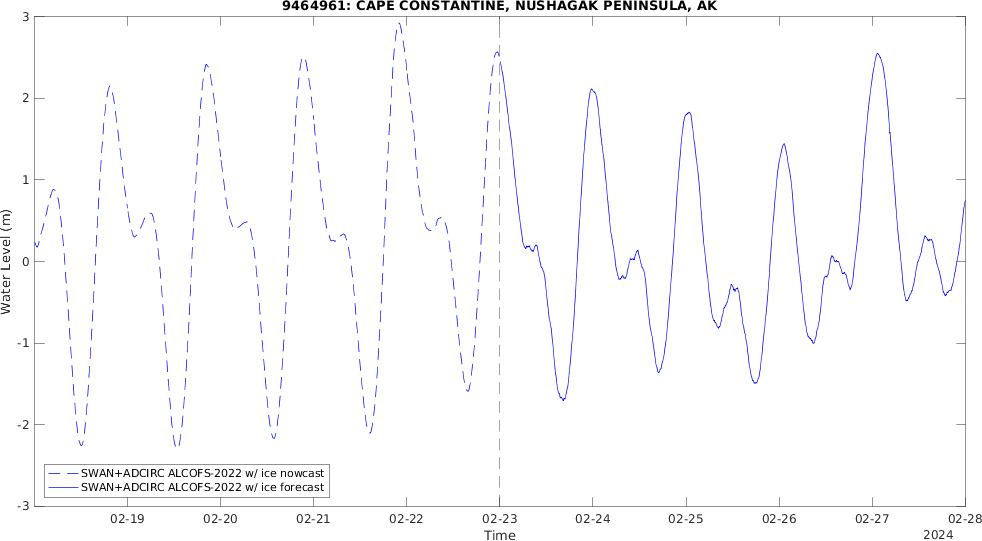 9464961: CAPE CONSTANTINE, NUSHAGAK PENINSULA, AK
3
2
1
0
-1
-2
-3
Water Level (m)
SWAN+ADCIRC ALCOFS-2022 w/ ice nowcast
SWAN+ADCIRC ALCOFS-2022 w/ ice forecast
02-19 02-20 02-21 02-22 02-23 02-24 02-25 02-26 02-27 02-28
Time
2024